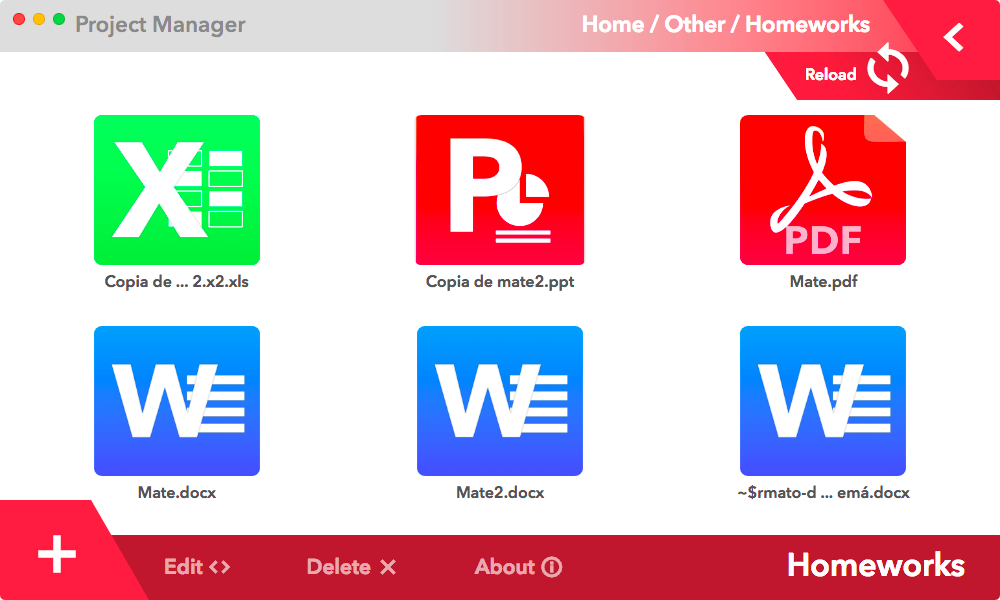 Project Manager
Home / Other / Homeworks
Reload
X
P
PDF
Copia de ... 2.x2.xls
Copia de mate2.ppt
Mate.pdf
W
W
W
Mate.docx
Mate2.docx
~$rmato-d ... emá.docx
Edit
Delete
About
Homeworks